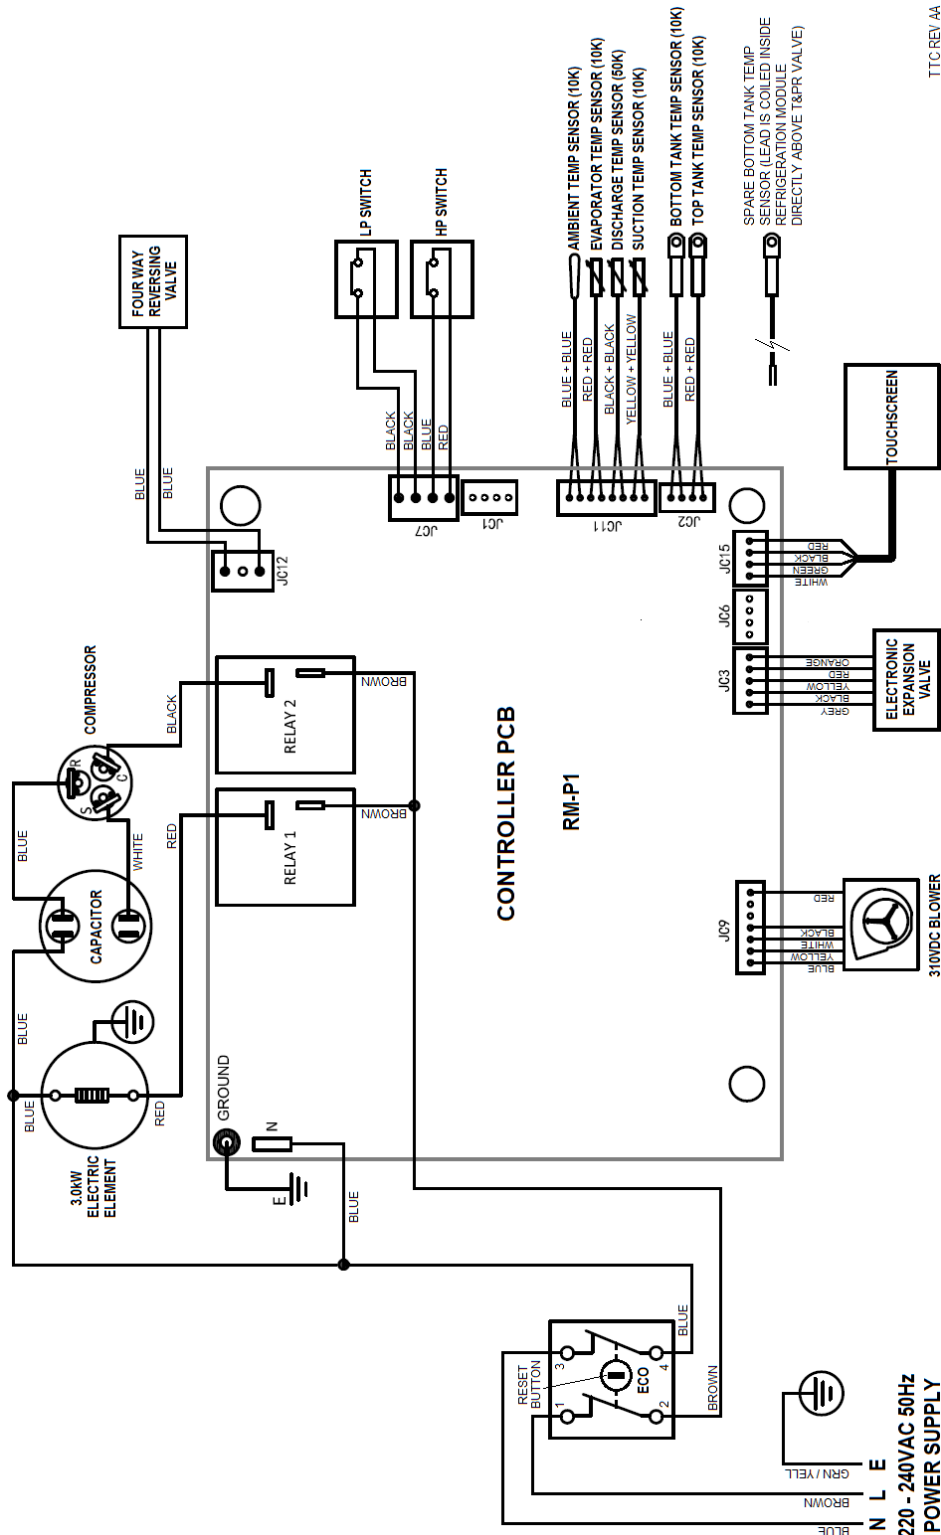 TTC REV AA
FOUR WAY
REVERSING
VALVE
BLUE
BLUE
LP SWITCH
HP SWITCH
BLACK
BLACK
BLUE
RED
AMBIENT TEMP SENSOR (10K)
EVAPORATOR TEMP SENSOR (10K)
DISCHARGE TEMP SENSOR (50K)
SUCTION TEMP SENSOR (10K)
BOTTOM TANK TEMP SENSOR (10K)
TOP TANK TEMP SENSOR (10K)
SPARE BOTTOM TANK TEMP
SENSOR (LEAD IS COILED INSIDE
REFRIGERATION MODULE
DIRECTLY ABOVE T&PR VALVE)
BLUE + BLUE
RED + RED
BLACK + BLACK
YELLOW + YELLOW
BLUE + BLUE
RED + RED
JC12
JC7
JC1
JC11
JC2
TOUCHSCREEN
JC15
RED
BLACK
GREEN
WHITE
JC6
JC3
ORANGE
RED
YELLOW
BLACK
GREY
ELECTRONIC
EXPANSION
VALVE
COMPRESSOR
R
S
C
BLACK
BLUE
WHITE
RED
CAPACITOR
BLUE
RELAY 2
BROWN
RELAY 1
BROWN
CONTROLLER PCB
RM-P1
JC9
RED
BLACK
WHITE
YELLOW
BLUE
310VDC BLOWER
BLUE
RED
3.0kW
ELECTRIC
ELEMENT
GROUND
N
E
BLUE
RESET
BUTTON
1
3
ECO
2
4
BLUE
BROWN
GRN / YELL
BROWN
BLUE
N L E
220 - 240VAC 50Hz
POWER SUPPLY